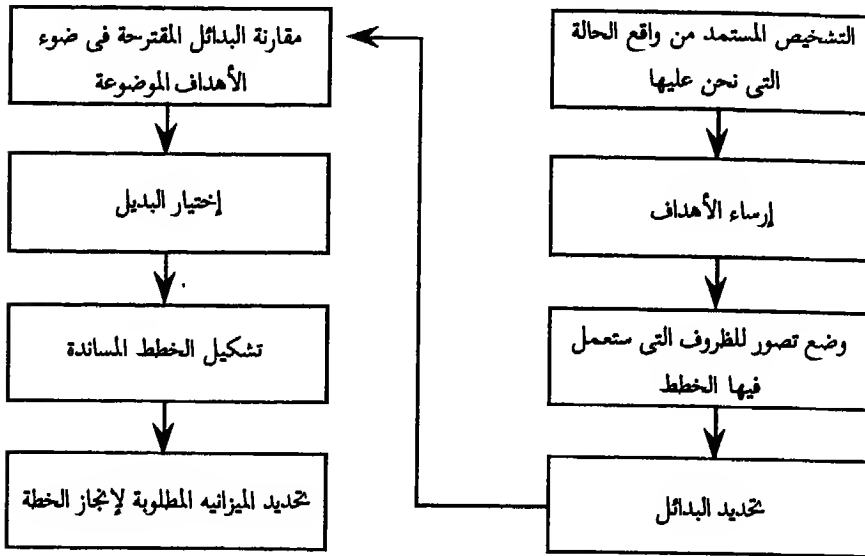 التشخيص المستمد من واقع الحالة
التى نحن عليها
إرساء الأهداف
وضع تصور للظروف التى ستعمل
فيها الخطط
تحديد البدائل
مقارنة البدائل المقترحة فى ضوء
الأهداف الموضوعة
إختيار البديل
تشكيل الخطط المساندة
تحديد الميزانيه المطلوبة لإنجاز الخطة